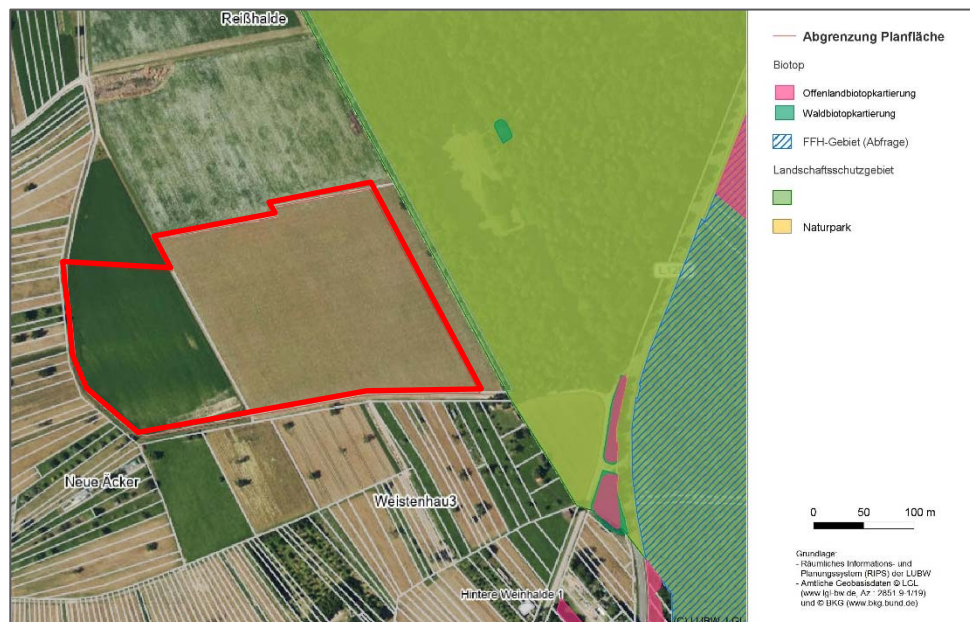 Reißhalde
Neue Äcker
Weistenhau3
Hintere Weinhalde 1
(C) LUBW, LGL
Abgrenzung Planfläche
Biotop
Offenlandbiotopkartierung
Waldbiotopkartierung
FFH-Gebiet (Abfrage)
Landschaftsschutzgebiet
Naturpark
0 50 100 m
Grundlage:
- Räumliches Informations- und
Planungssystem (RIPS) der LUBW
- Amtliche Geobasisdaten © LGL
(www.lgl-bw.de, Az.: 2851.9-1/19)
und © BKG (www.bkg.bund.de)